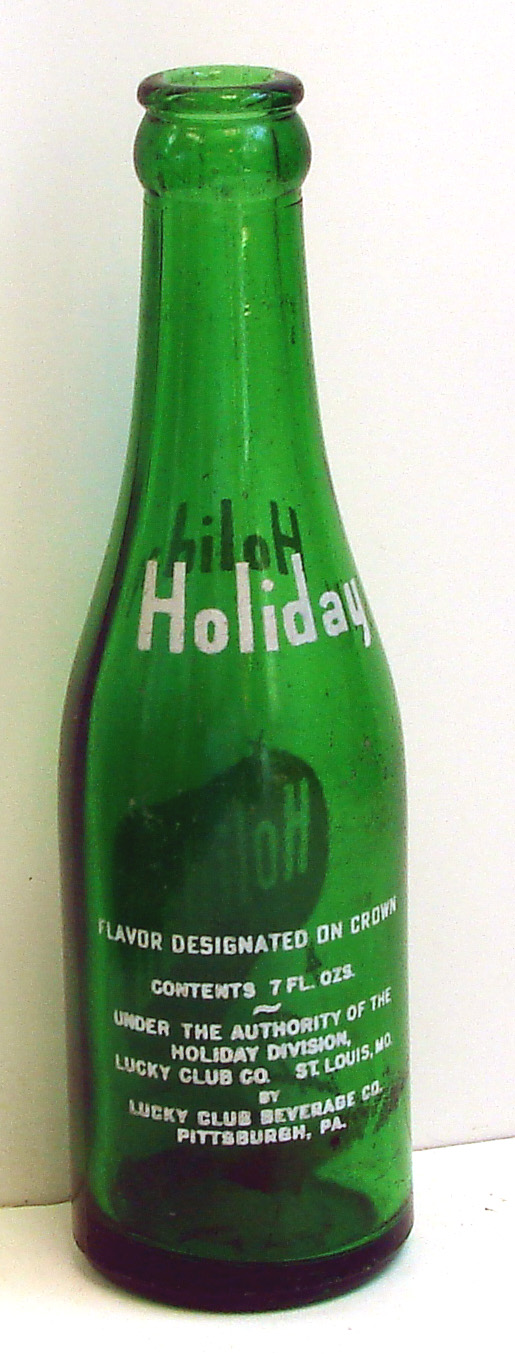 Holiday
FLAVOR DESIGNATED ON CROWN
CONTENTS 7 FL. OZS.
~
UNDER THE AUTHORITY OF THE
HOLIDAY DIVISION,
LUCKY CLUB CO. ST. LOUIS, MO.
BY
LUCKY CLUB BEVERAGE CO.
PITTSBURGH, PA.